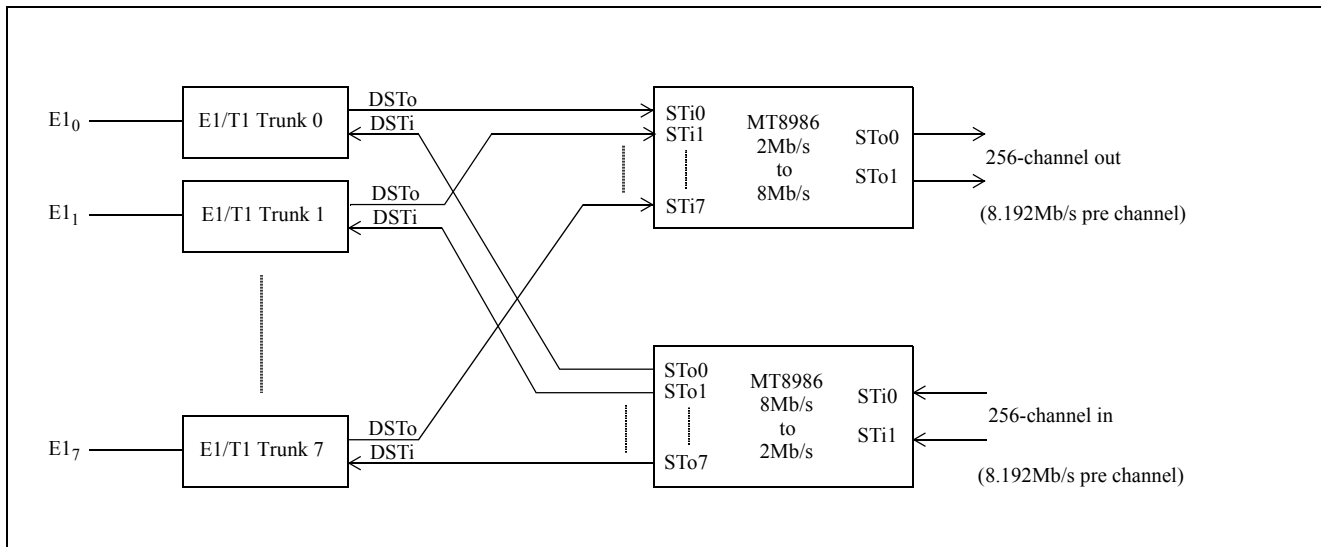 E1₀
E1/T1 Trunk 0
DSTo
DSTi
E1₁
E1/T1 Trunk 1
DSTo
DSTi
E1₇
E1/T1 Trunk 7
DSTo
DSTi
STi0
STi1
STi7
MT8986
2Mb/s
to
8Mb/s
STo0
STo1
256-channel out
(8.192Mb/s pre channel)
STo0
STo1
STo7
MT8986
8Mb/s
to
2Mb/s
STi0
STi1
256-channel in
(8.192Mb/s pre channel)